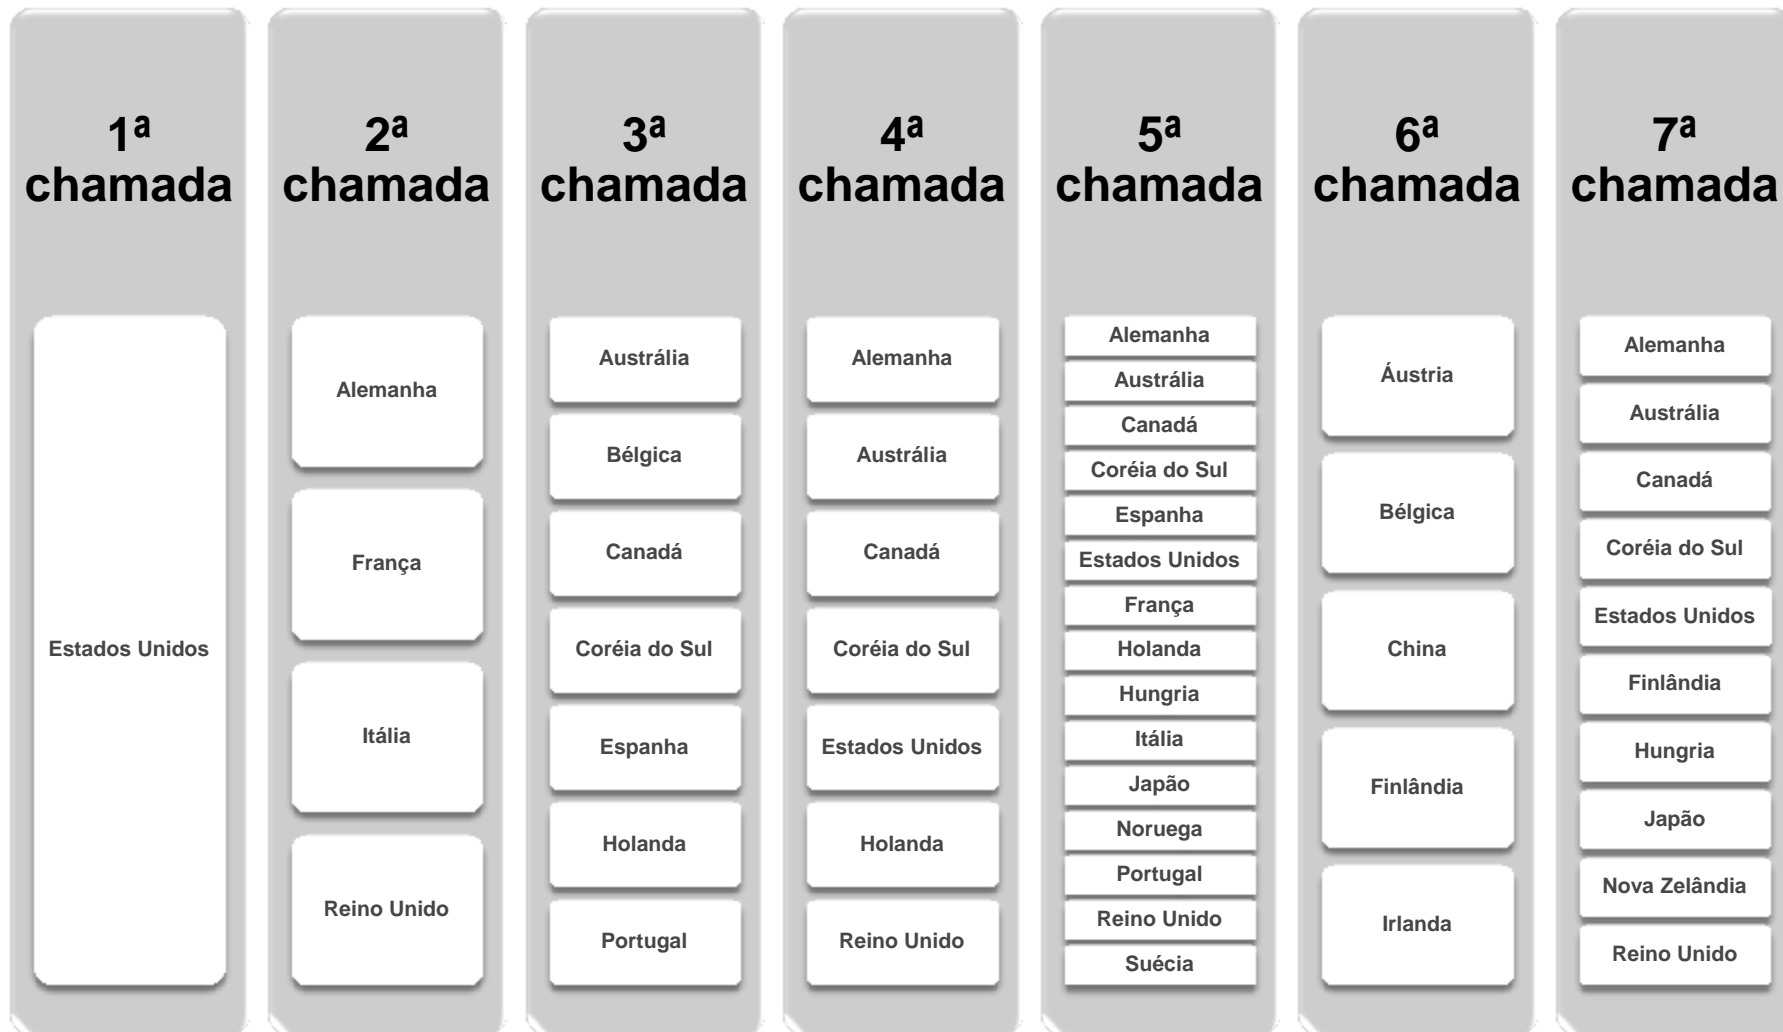 1ª
chamada
Estados Unidos
2ª
chamada
Alemanha
França
Itália
Reino Unido
3ª
chamada
Austrália
Bélgica
Canadá
Coréia do Sul
Espanha
Holanda
Portugal
4ª
chamada
Alemanha
Austrália
Canadá
Coréia do Sul
Estados Unidos
Holanda
Reino Unido
5ª
chamada
Alemanha
Austrália
Canadá
Coréia do Sul
Espanha
Estados Unidos
França
Holanda
Hungria
Itália
Japão
Noruega
Portugal
Reino Unido
Suécia
6ª
chamada
Áustria
Bélgica
China
Finlândia
Irlanda
7ª
chamada
Alemanha
Austrália
Canadá
Coréia do Sul
Estados Unidos
Finlândia
Hungria
Japão
Nova Zelândia
Reino Unido